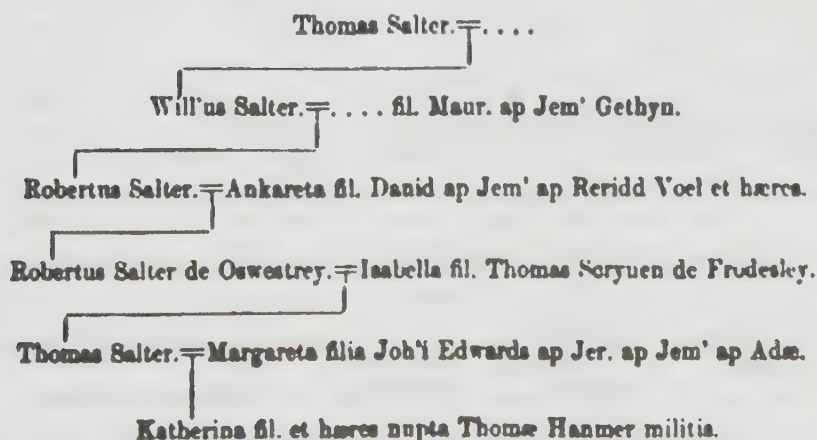 Thomas Salter.=. . . .
Will'us Salter.=. . . . fil. Maur. ap Jem' Gethyn.
Robertus Salter.=Ankareta fil. Dauid ap Jem' ap Reridd Voel et hæres.
Robertus Salter de Oswestrey.=Isabella fil. Thomas Scryuen de Frodesley.
Thomas Salter.=Margareta filia Joh'i Edwards ap Jer. ap Jem' ap Adæ.
Katherina fil. et hæres nupta Thomæ Hanmer militis.